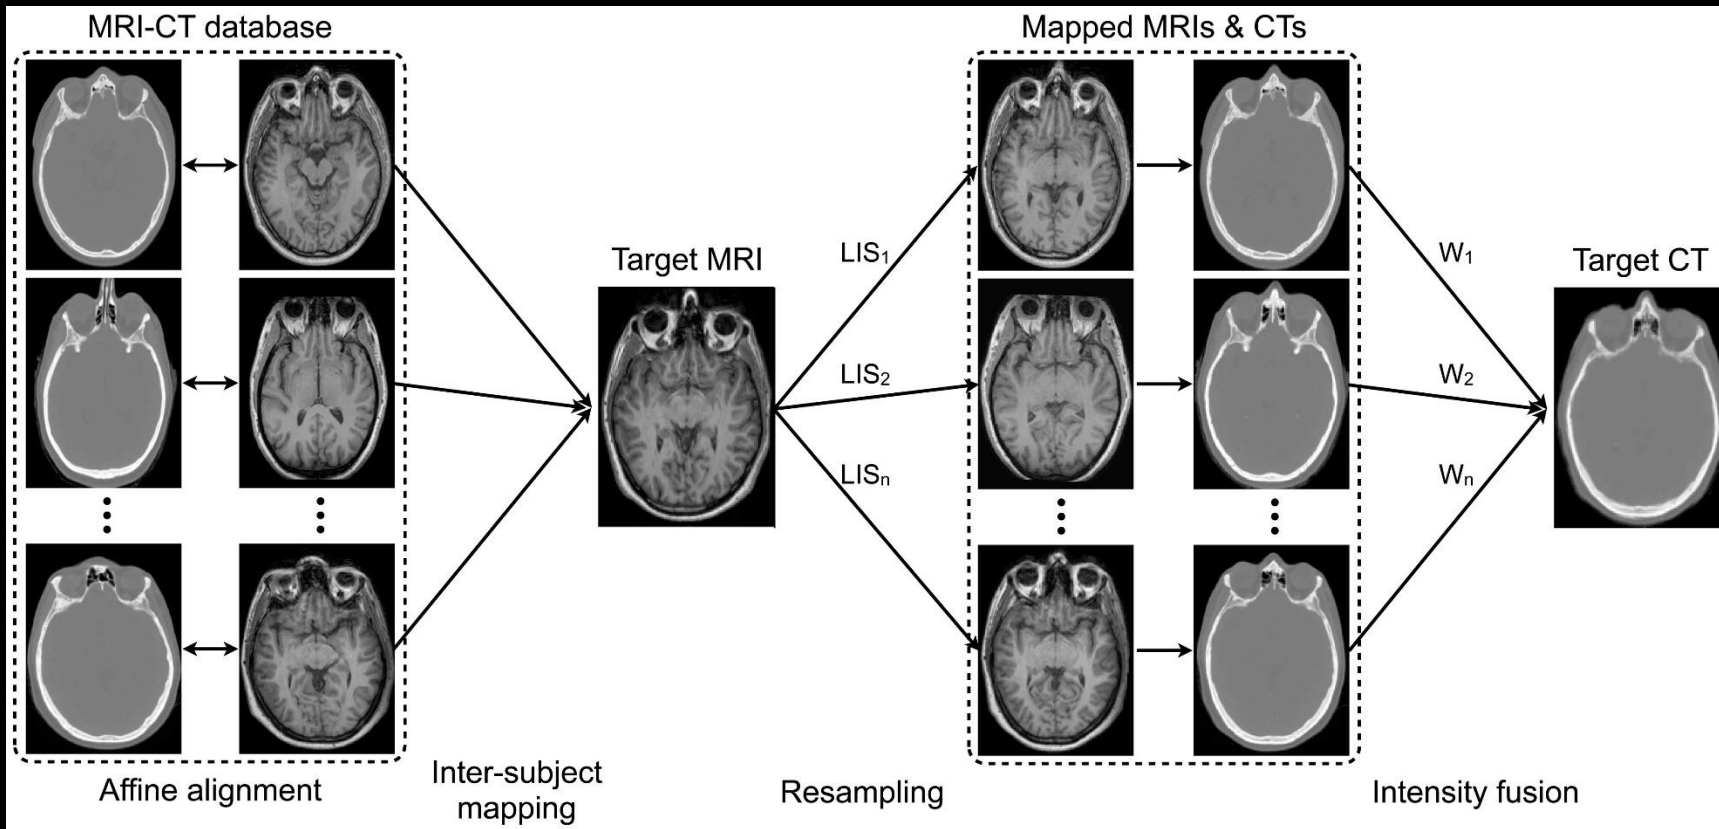 MRI-CT database
Mapped MRIs & CTs
Target MRI
LIS₁
W₁
Target CT
LIS₂
W₂
LISₙ
Wₙ
Affine alignment
Inter-subject
mapping
Resampling
Intensity fusion